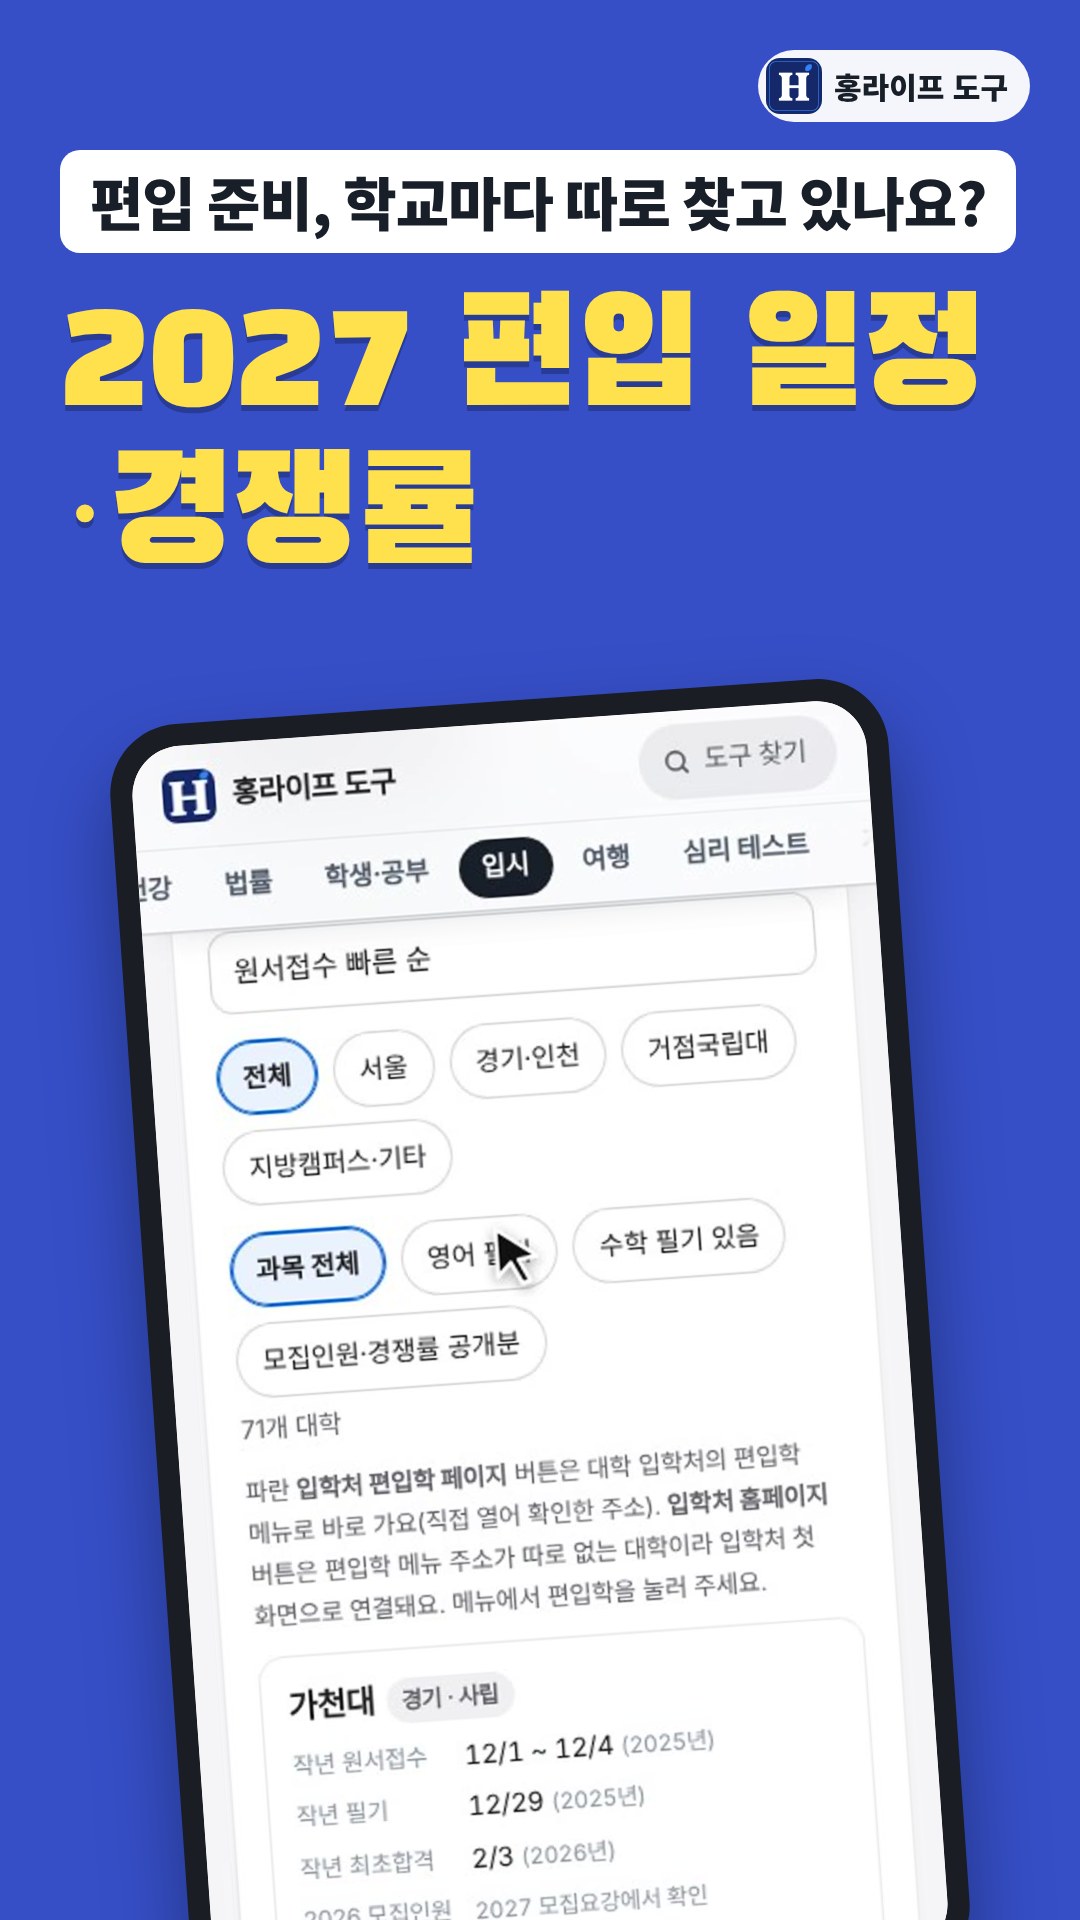 홍라이프 도구
편입 준비, 학교마다 따로 찾고 있나요?
2027 편입 일정
·경쟁률
홍라이프 도구
도구 찾기
법률 학생·공부 입시 여행 심리 테스트
원서접수 빠른 순
전체 서울 경기·인천 거점국립대
지방캠퍼스·기타
과목 전체 영어 수학 필기 있음
모집인원·경쟁률 공개분
71개 대학
파란 입학처 편입학 페이지 버튼은 대학 입학처의 편입학
메뉴로 바로 가요(직접 열어 확인한 주소). 입학처 홈페이지
버튼은 편입학 메뉴 주소가 따로 없는 대학이라 입학처 첫
화면으로 연결돼요. 메뉴에서 편입학을 눌러 주세요.
가천대 경기 · 사립
작년 원서접수 12/1 ~ 12/4 (2025년)
작년 필기 12/29 (2025년)
작년 최초합격 2/3 (2026년)
2026 모집인원 2027 모집요강에서 확인